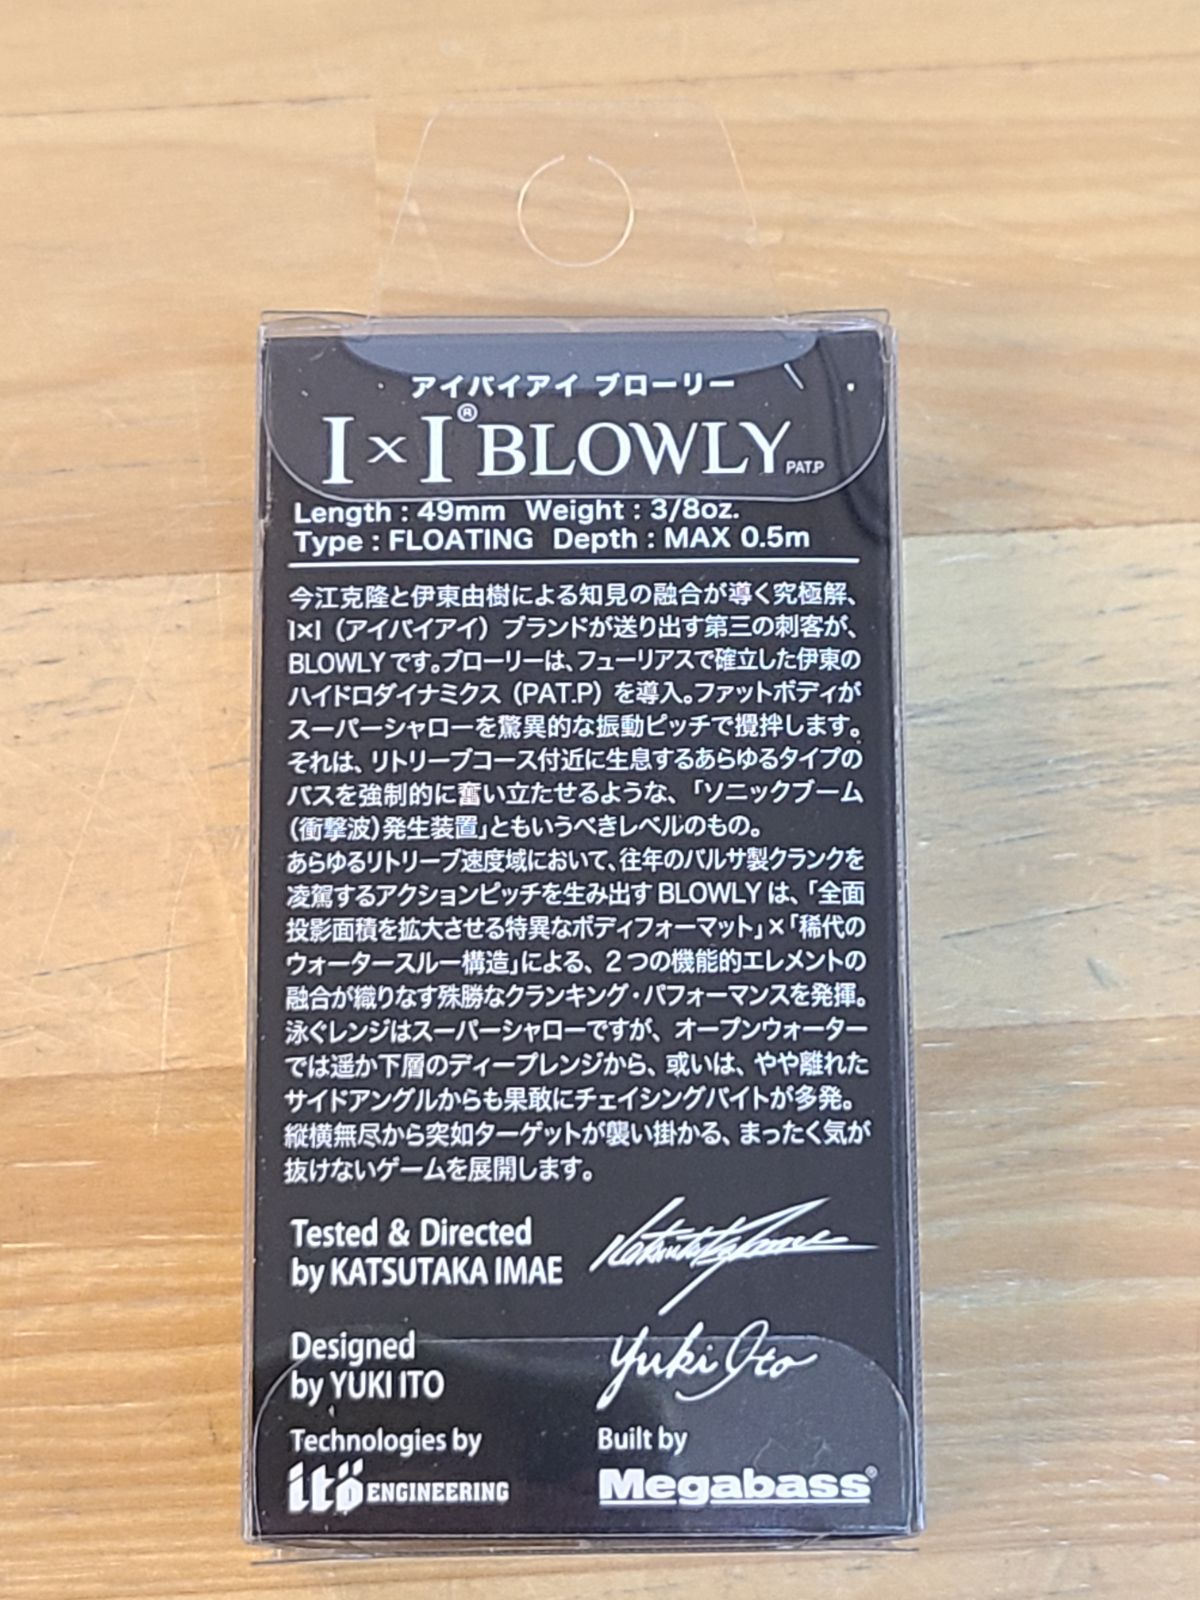 アイバイアイ ブローリー
I×I® BLOWLY PAT.P
Length : 49mm Weight : 3/8oz.
Type : FLOATING Depth : MAX 0.5m
今江克隆と伊東由樹による知見の融合が導く究極解、
I×I（アイバイアイ）ブランドが送り出す第三の刺客が、
BLOWLYです。ブローリーは、フューリアスで確立した伊東の
ハイドロダイナミクス（PAT.P）を導入。ファットボディが
スーパーシャローを驚異的な振動ピッチで攪拌します。
それは、リトリーブコース付近に生息するあらゆるタイプの
バスを強制的に奮い立たせるような、「ソニックブーム
（衝撃波）発生装置」ともいうべきレベルのもの。
あらゆるリトリーブ速度域において、往年のバルサ製クランクを
凌駕するアクションピッチを生み出すBLOWLYは、「全面
投影面積を拡大させる特異なボディフォーマット」×「稀代の
ウォータースルー構造」による、2つの機能的エレメントの
融合が織りなす殊勝なクランキング・パフォーマンスを発揮。
泳ぐレンジはスーパーシャローですが、オープンウォーター
では遥か下層のディープレンジから、或いは、やや離れた
サイドアングルからも果敢にチェイシングバイトが多発。
縦横無尽から突如ターゲットが襲い掛かる、まったく気が
抜けないゲームを展開します。
Tested & Directed
by KATSUTAKA IMAE
Katsutaka Imae
Designed
by YUKI ITO
Yuki Ito
Technologies by
itö ENGINEERING
Built by
Megabass®